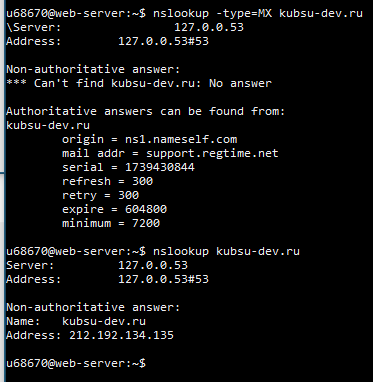 u68670@web-server:~$ nslookup -type=MX kubsu-dev.ru
\Server:                127.0.0.53
Address:        127.0.0.53#53

Non-authoritative answer:
*** Can't find kubsu-dev.ru: No answer

Authoritative answers can be found from:
kubsu-dev.ru
        origin = ns1.nameself.com
        mail addr = support.regtime.net
        serial = 1739430844
        refresh = 300
        retry = 300
        expire = 604800
        minimum = 7200

u68670@web-server:~$ nslookup kubsu-dev.ru
Server:         127.0.0.53
Address:        127.0.0.53#53

Non-authoritative answer:
Name:   kubsu-dev.ru
Address: 212.192.134.135

u68670@web-server:~$